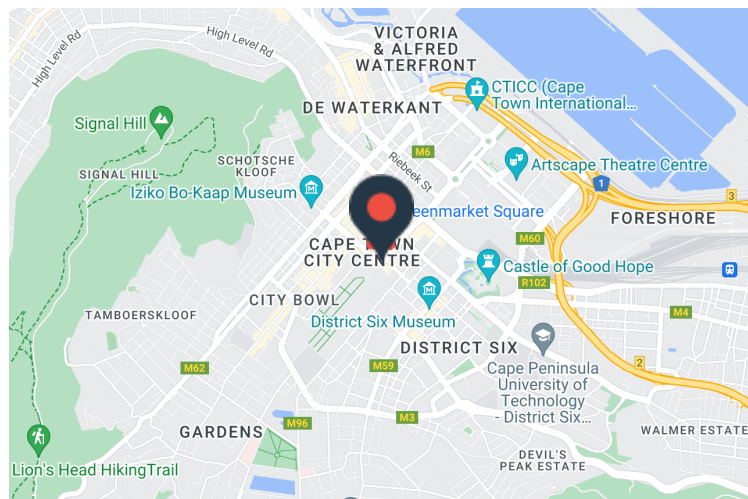 VICTORIA
& ALFRED
WATERFRONT
High Level Rd
High Level Rd
CTICC (Cape
Town International...
DE WATERKANT
Signal Hill
M6
SCHOTSCHE
KLOOF
Riebeek St
Artscape Theatre Centre
SIGNAL HILL
1
Iziko Bo-Kaap Museum
3
enmarket Square
FORESHORE
M60
CAPE TOWN
CITY CENTRE
Castle of Good Hope
R102
CITY BOWL
TAMBOERSKLOOF
District Six Museum
M4
DISTRICT SIX
M62
M59
2
Cape Peninsula
University of
Technology
- District Six...
M3
M96
GARDENS
WALMER ESTATE
DEVIL'S
PEAK ESTATE
Lion's Head HikingTrail